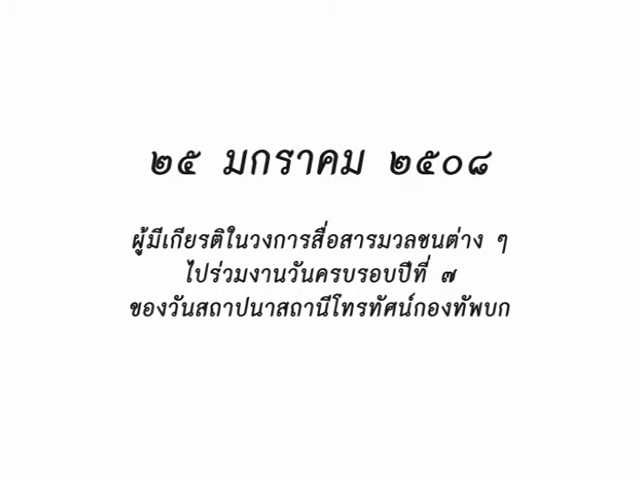 ๒๕ มกราคม ๒๕๐๘
ผู้มีเกียรติในวงการสื่อสารมวลชนต่าง ๆ
ไปร่วมงานวันครบรอบปีที่ ๗
ของวันสถาปนาสถานีโทรทัศน์กองทัพบก